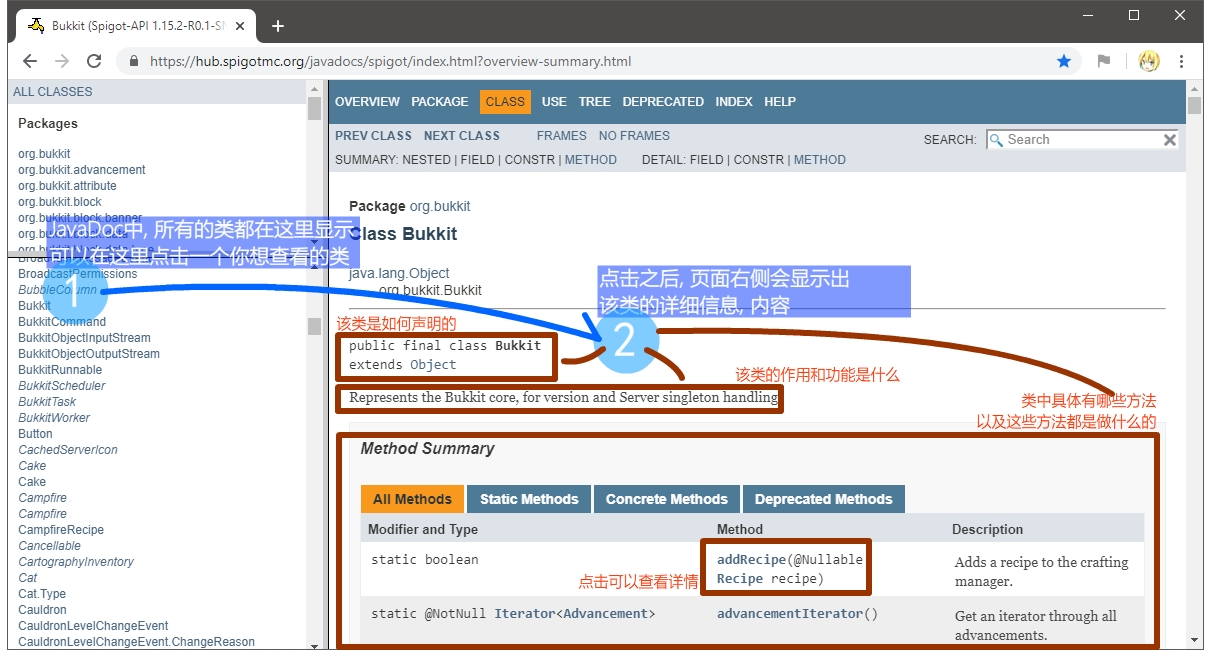 Bukkit (Spigot-API 1.15.2-R0.1-SN
https://hub.spigotmc.org/javadocs/spigot/index.html?overview-summary.html
ALL CLASSES
Packages
org.bukkit
org.bukkit.advancement
org.bukkit.attribute
org.bukkit.block
org.bukkit.block.banner
JavaDoc中, 所有的类都在这里显示
可以在这里点击一个你想查看的类
BroadcastPermissions
BubbleColumn
1
Bukkit
BukkitCommand
BukkitObjectInputStream
BukkitObjectOutputStream
BukkitRunnable
BukkitScheduler
BukkitTask
BukkitWorker
Button
CachedServerIcon
Cake
Cake
Campfire
Campfire
CampfireRecipe
Cancellable
CartographyInventory
Cat
Cat.Type
Cauldron
CauldronLevelChangeEvent
CauldronLevelChangeEvent.ChangeReason
OVERVIEW PACKAGE CLASS USE TREE DEPRECATED INDEX HELP
PREV CLASS NEXT CLASS FRAMES NO FRAMES
SEARCH: Search
SUMMARY: NESTED | FIELD | CONSTR | METHOD DETAIL: FIELD | CONSTR | METHOD
Package org.bukkit
Class Bukkit
java.lang.Object
org.bukkit.Bukkit
点击之后, 页面右侧会显示出
该类的详细信息, 内容
2
该类是如何声明的
public final class Bukkit
extends Object
该类的作用和功能是什么
Represents the Bukkit core, for version and Server singleton handling
类中具体有哪些方法
以及这些方法都是做什么的
Method Summary
All Methods Static Methods Concrete Methods Deprecated Methods
Modifier and Type Method Description
static boolean addRecipe(@Nullable Adds a recipe to the crafting
Recipe recipe) manager.
点击可以查看详情
static @NotNull Iterator<Advancement> advancementIterator() Get an iterator through all
advancements.